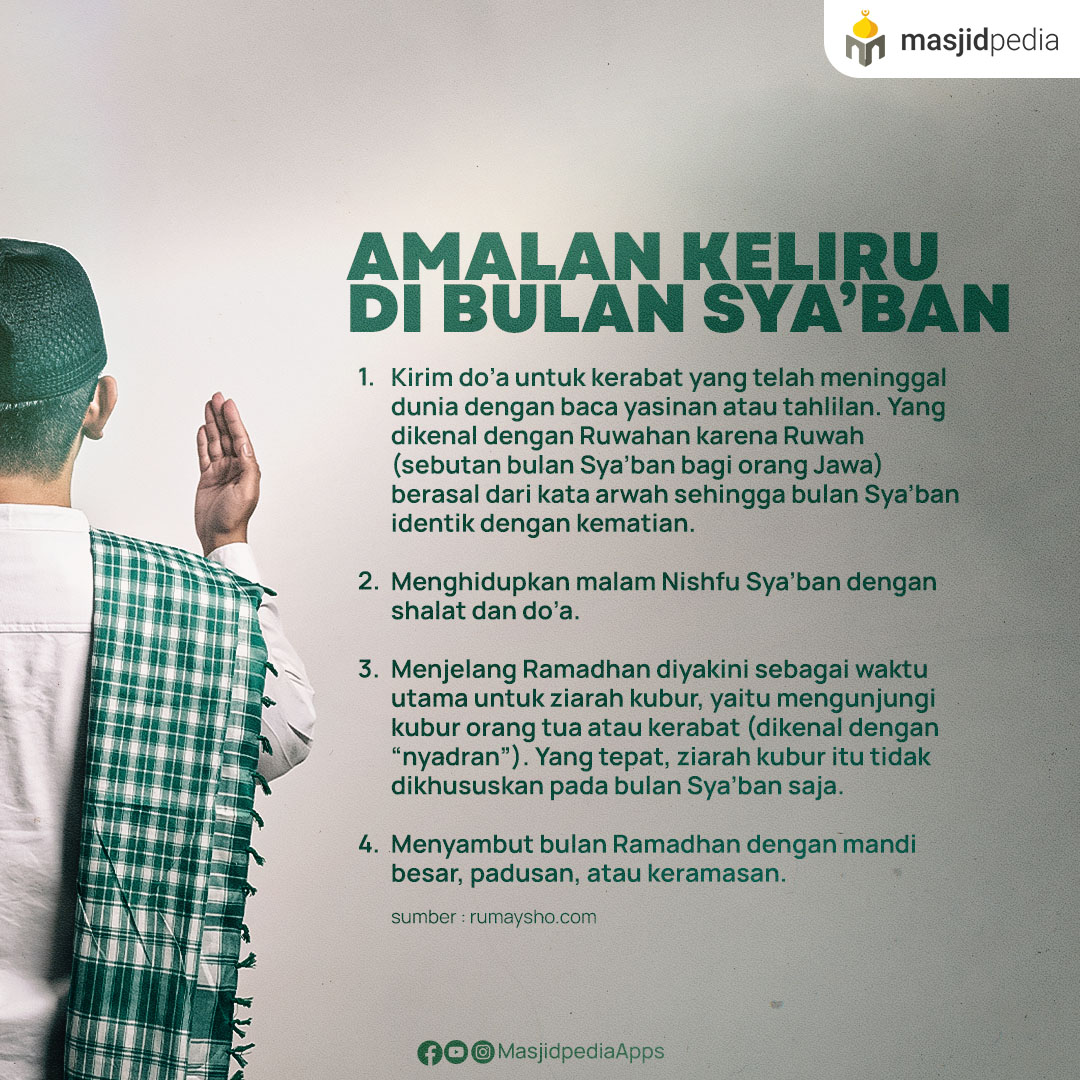 masjidpedia
AMALAN KELIRU
DI BULAN SYA’BAN
1. Kirim do’a untuk kerabat yang telah meninggal
dunia dengan baca yasinan atau tahlilan. Yang
dikenal dengan Ruwahan karena Ruwah
(sebutan bulan Sya’ban bagi orang Jawa)
berasal dari kata arwah sehingga bulan Sya’ban
identik dengan kematian.
2. Menghidupkan malam Nishfu Sya’ban dengan
shalat dan do’a.
3. Menjelang Ramadhan diyakini sebagai waktu
utama untuk ziarah kubur, yaitu mengunjungi
kubur orang tua atau kerabat (dikenal dengan
“nyadran”). Yang tepat, ziarah kubur itu tidak
dikhususkan pada bulan Sya’ban saja.
4. Menyambut bulan Ramadhan dengan mandi
besar, padusan, atau keramasan.
sumber : rumaysho.com
MasjidpediaApps